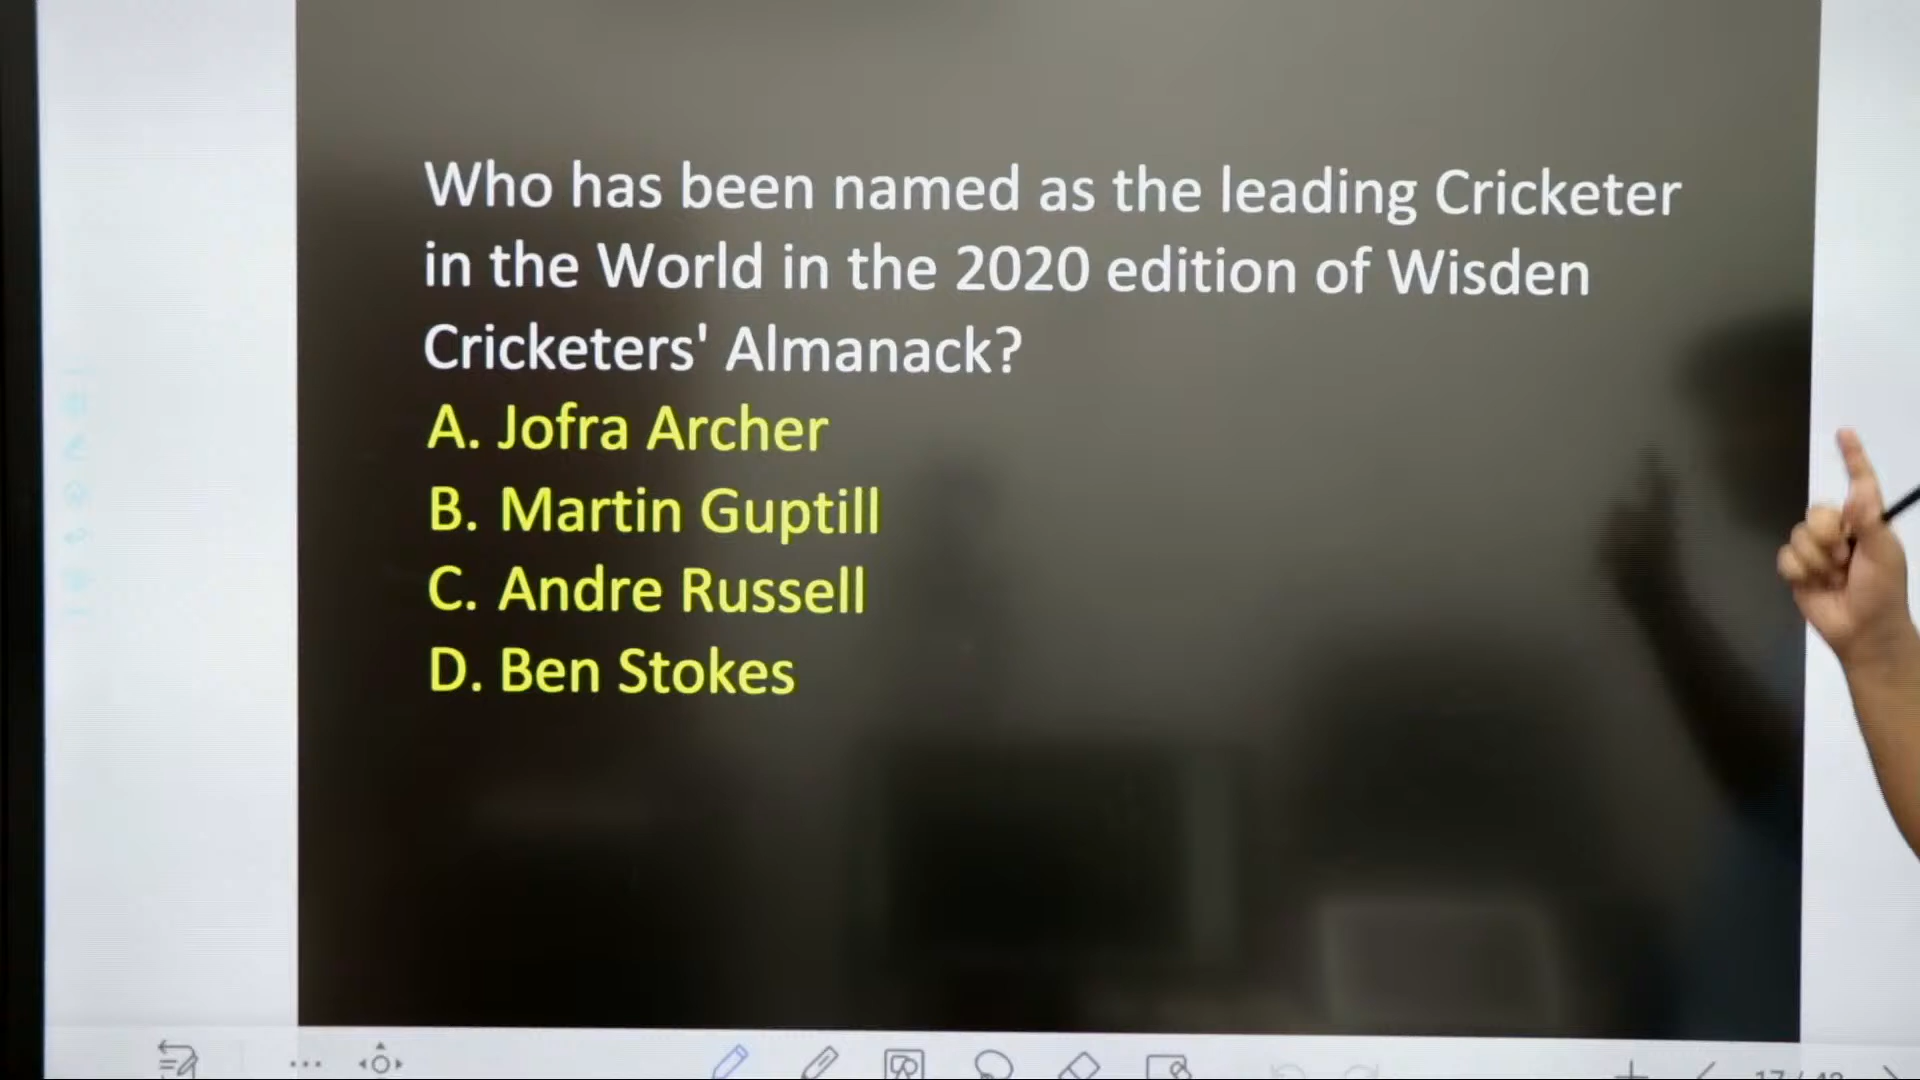 Who has been named as the leading Cricketer
in the World in the 2020 edition of Wisden
Cricketers' Almanack?
A. Jofra Archer
B. Martin Guptill
C. Andre Russell
D. Ben Stokes